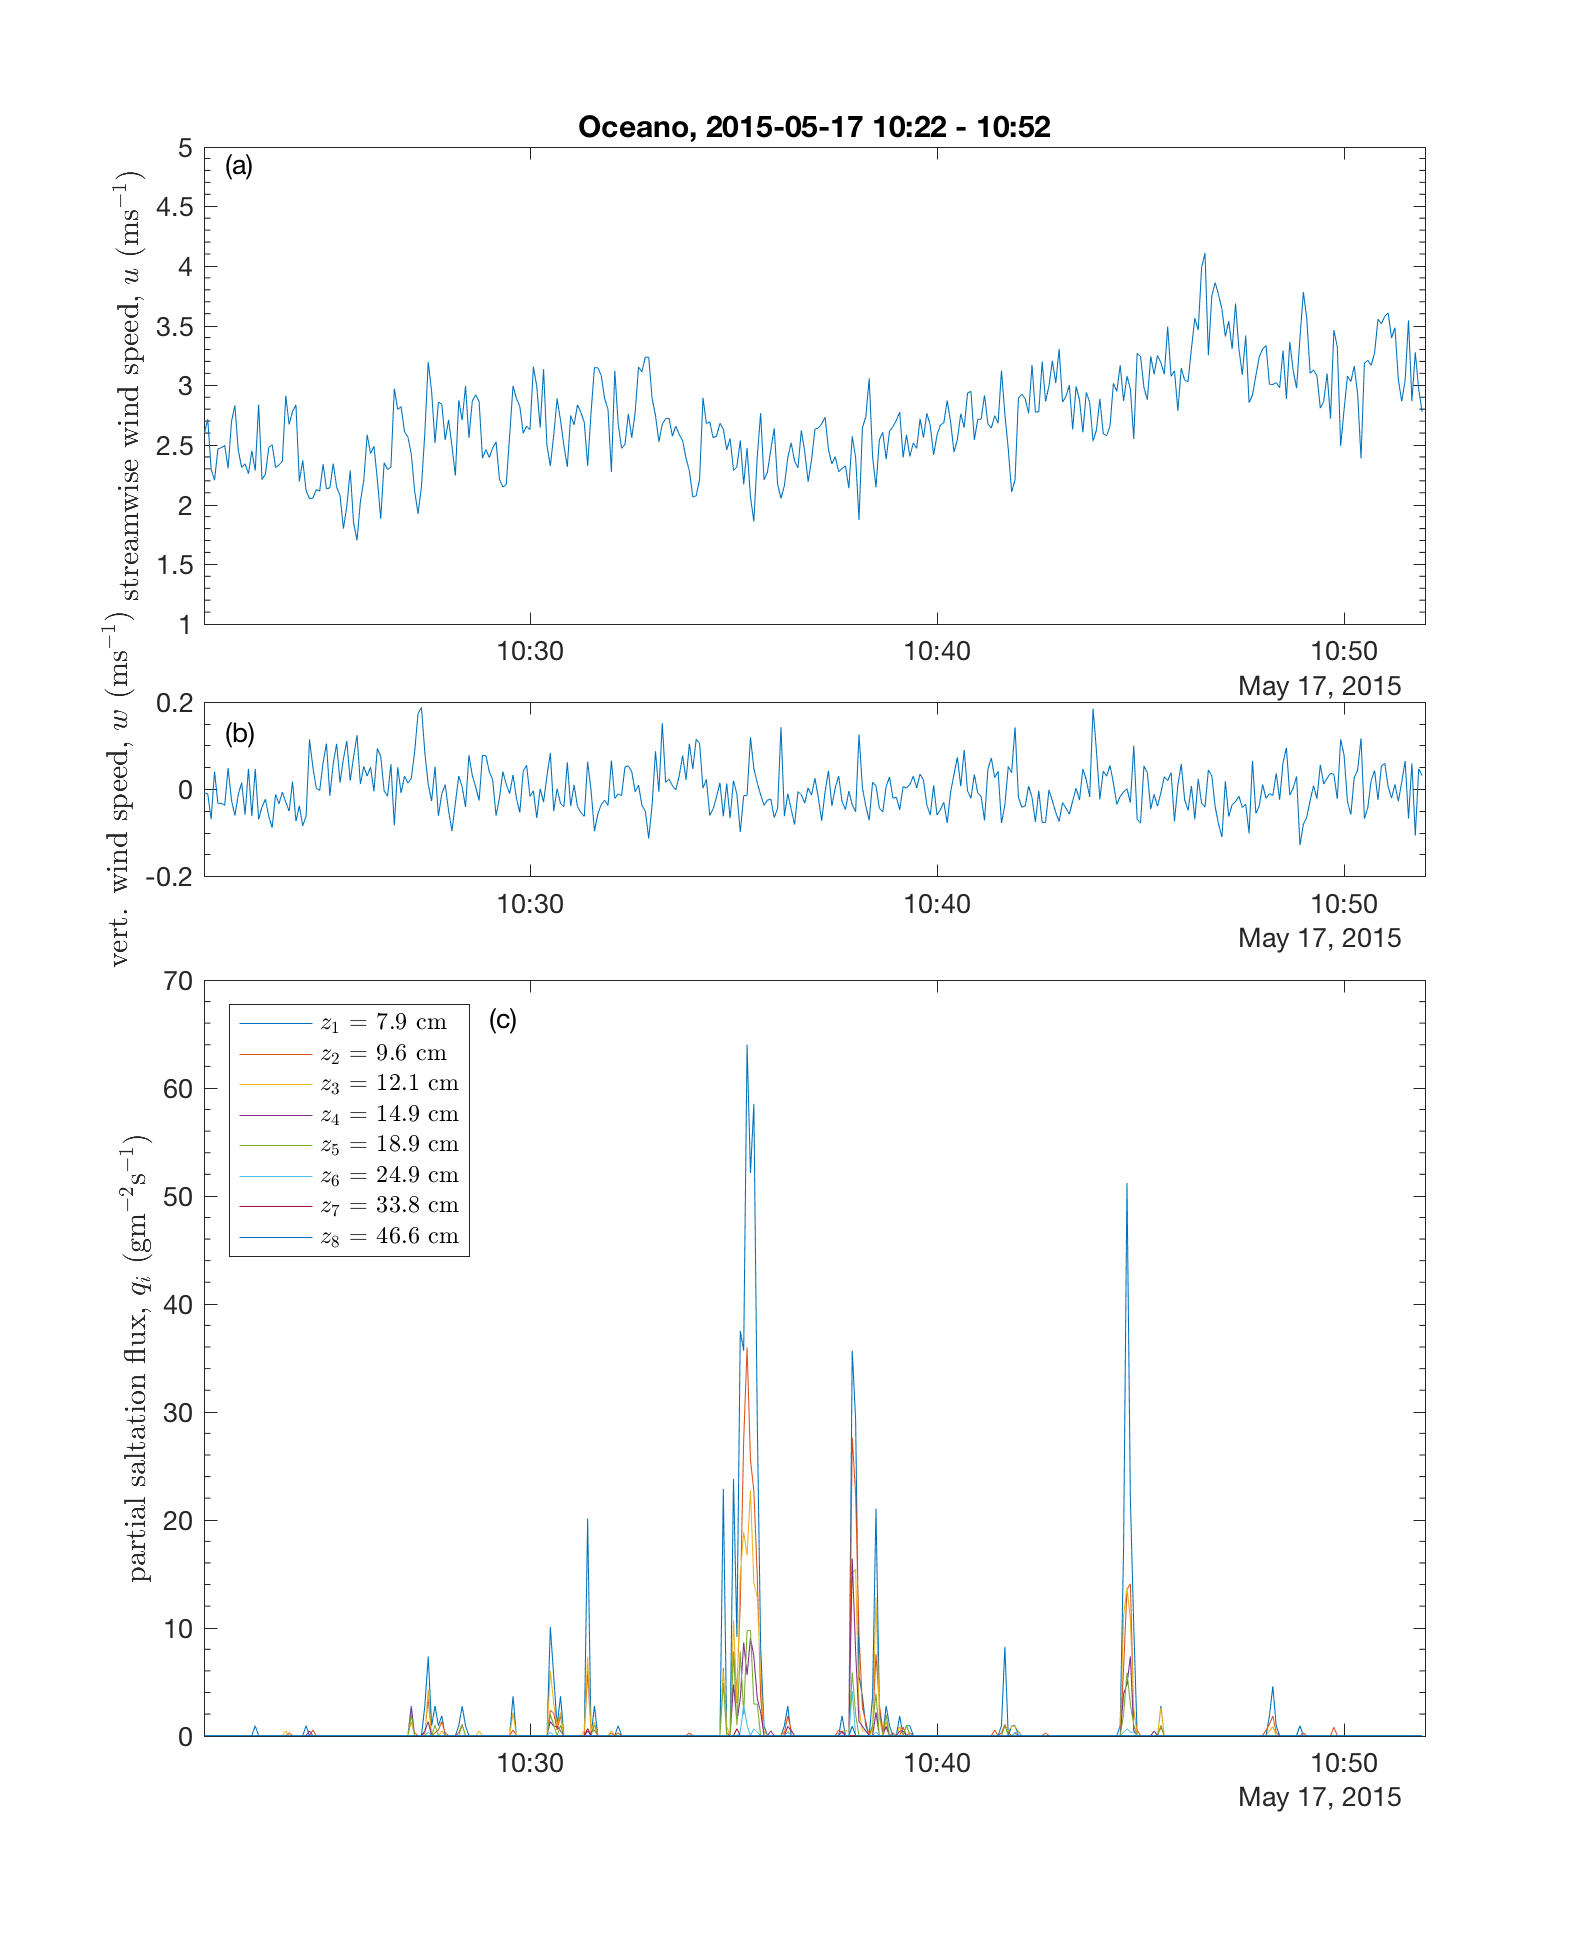 Oceano, 2015-05-17 10:22 - 10:52
(a)
streamwise wind speed, u (ms⁻¹)
5
4.5
4
3.5
3
2.5
2
1.5
1
10:30 10:40 10:50
May 17, 2015
(b)
vert. wind speed, w (ms⁻¹)
0.2
0
-0.2
10:30 10:40 10:50
May 17, 2015
(c)
partial saltation flux, qᵢ (gm⁻²s⁻¹)
70
60
50
40
30
20
10
0
z₁ = 7.9 cm
z₂ = 9.6 cm
z₃ = 12.1 cm
z₄ = 14.9 cm
z₅ = 18.9 cm
z₆ = 24.9 cm
z₇ = 33.8 cm
z₈ = 46.6 cm
10:30 10:40 10:50
May 17, 2015